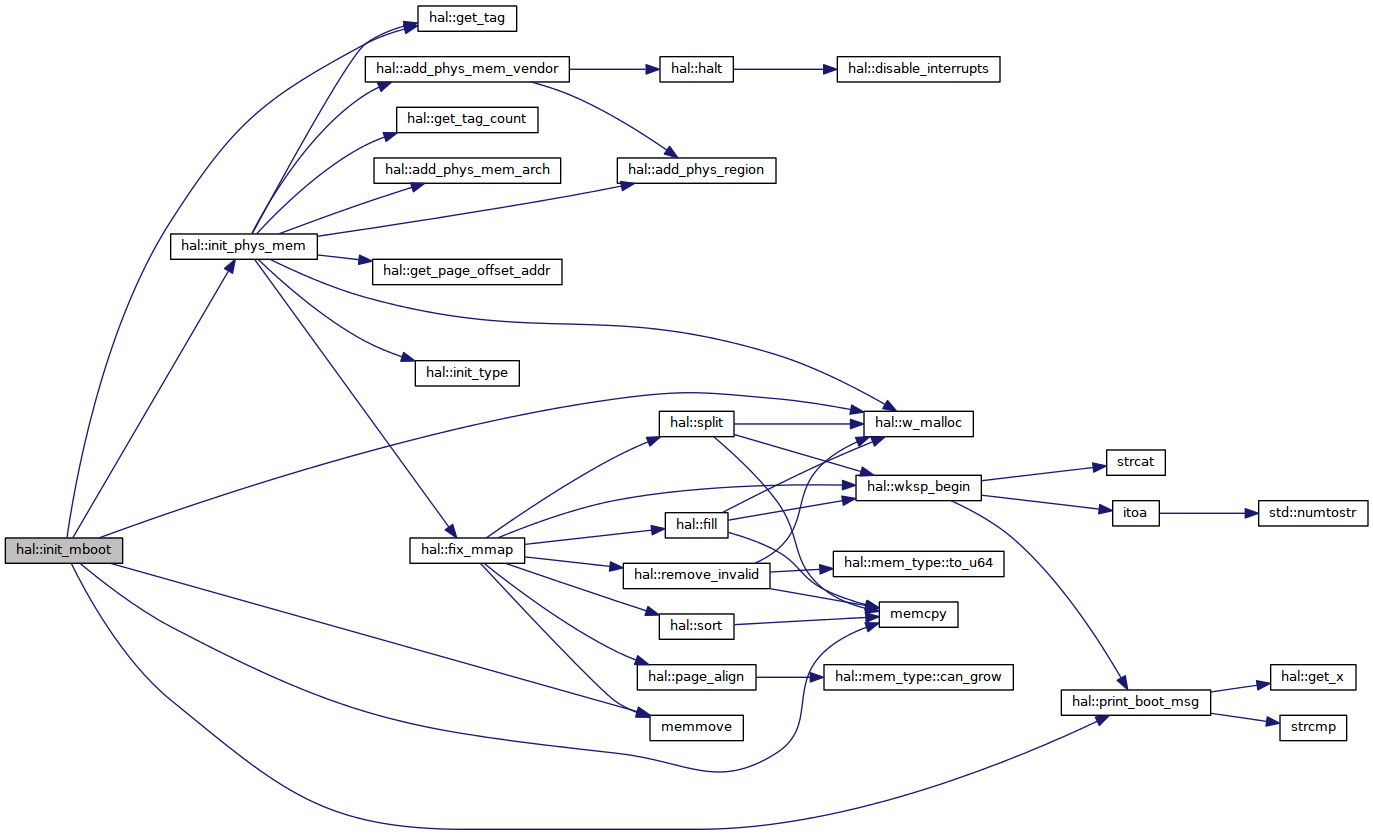 hal::get_tag
hal::add_phys_mem_vendor
hal::halt
hal::disable_interrupts
hal::get_tag_count
hal::add_phys_mem_arch
hal::add_phys_region
hal::init_phys_mem
hal::get_page_offset_addr
hal::init_type
hal::split
hal::w_malloc
strcat
hal::wksp_begin
itoa
std::numtostr
hal::fill
hal::init_mboot
hal::fix_mmap
hal::mem_type::to_u64
hal::remove_invalid
memcpy
hal::sort
hal::page_align
hal::mem_type::can_grow
hal::get_x
hal::print_boot_msg
memmove
strcmp